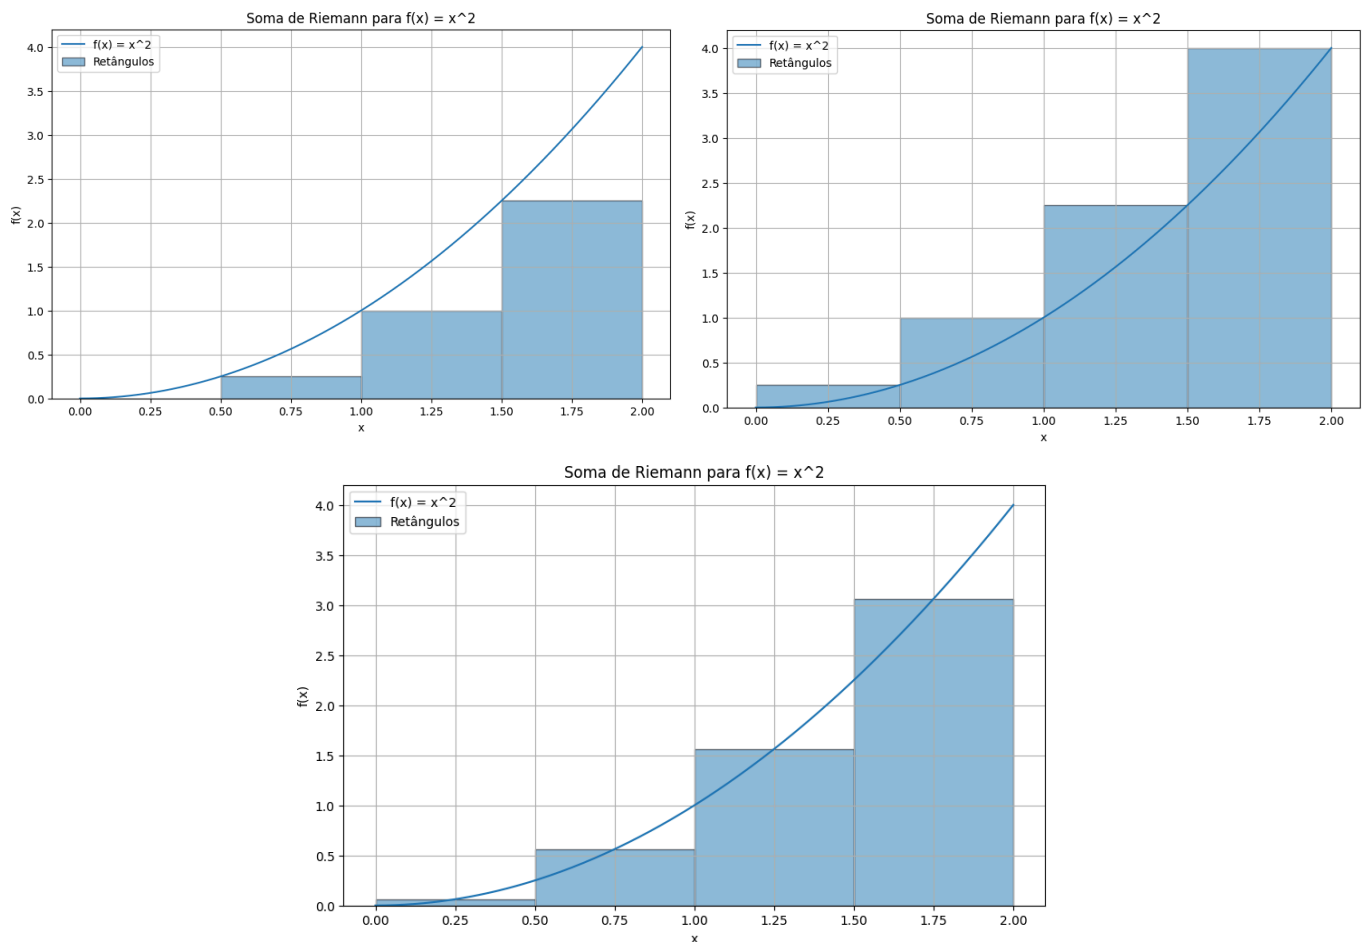 Soma de Riemann para f(x) = x^2
f(x) = x^2
Retângulos
4.0
3.5
3.0
2.5
2.0
1.5
1.0
0.5
0.0
f(x)
0.00 0.25 0.50 0.75 1.00 1.25 1.50 1.75 2.00
x
Soma de Riemann para f(x) = x^2
f(x) = x^2
Retângulos
4.0
3.5
3.0
2.5
2.0
1.5
1.0
0.5
0.0
f(x)
0.00 0.25 0.50 0.75 1.00 1.25 1.50 1.75 2.00
x
Soma de Riemann para f(x) = x^2
f(x) = x^2
Retângulos
4.0
3.5
3.0
2.5
2.0
1.5
1.0
0.5
0.0
f(x)
0.00 0.25 0.50 0.75 1.00 1.25 1.50 1.75 2.00
x